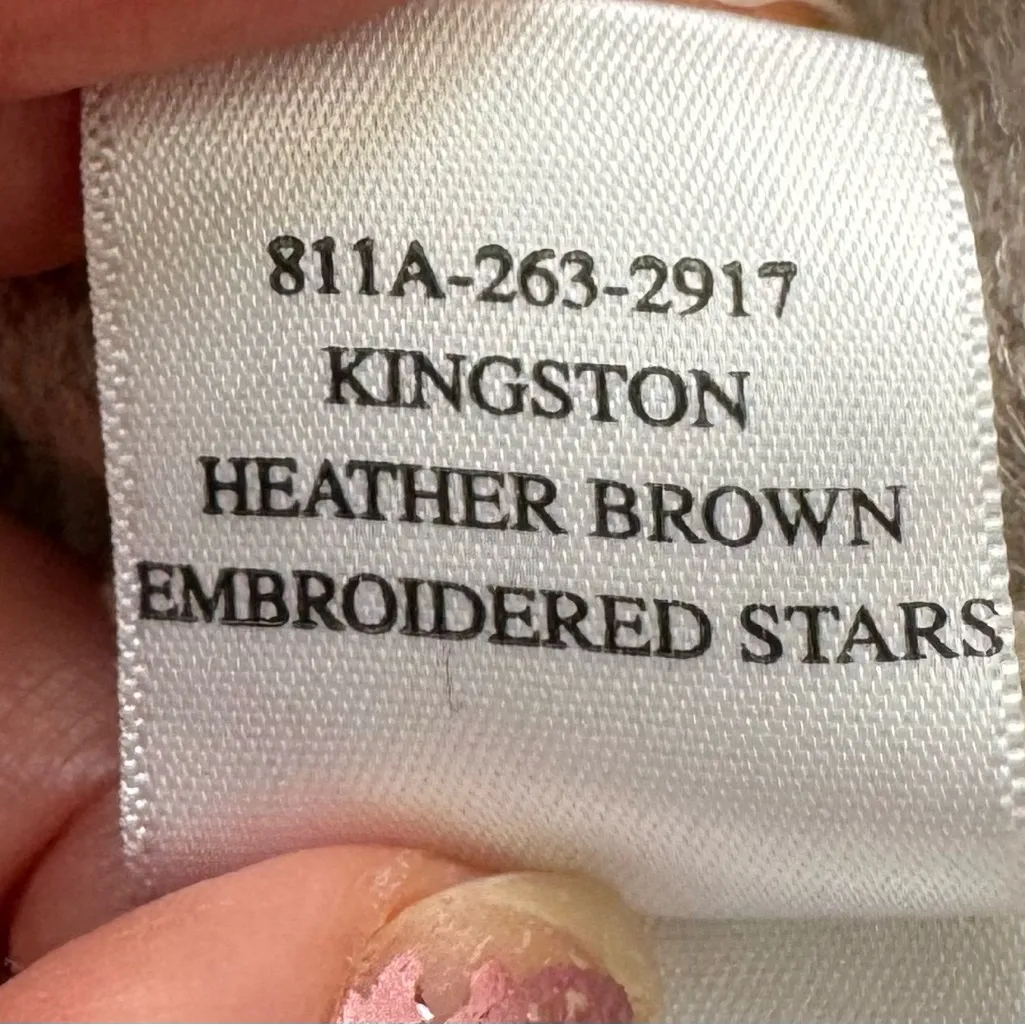 811A-263-2917
KINGSTON
HEATHER BROWN
EMBROIDERED STARS